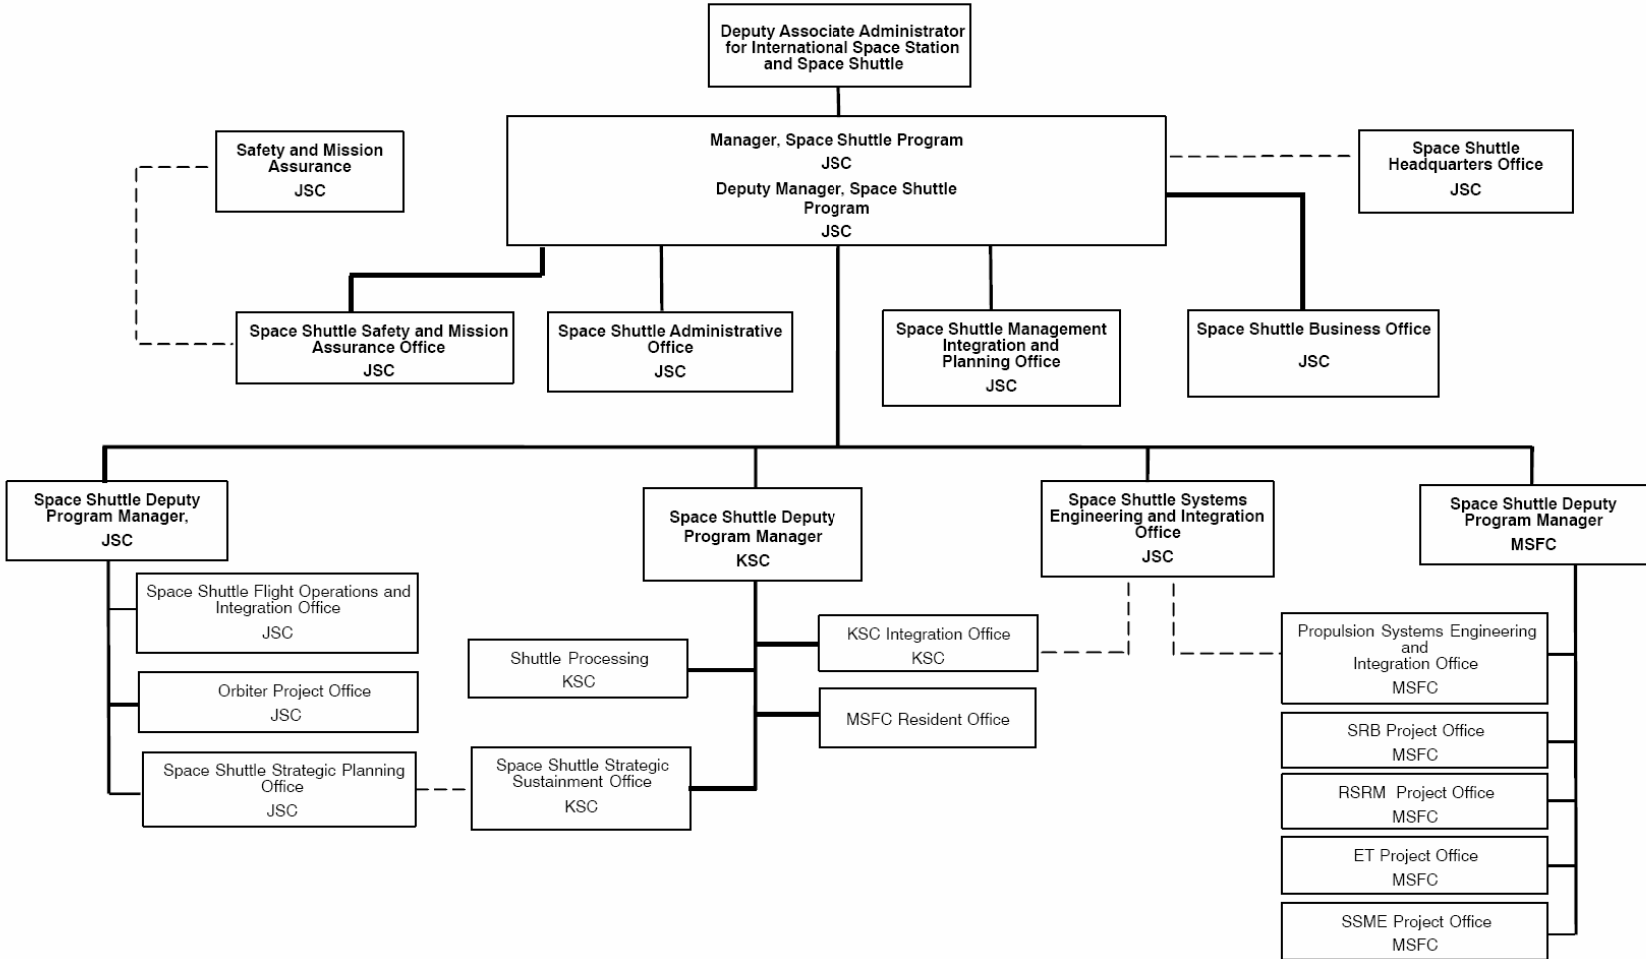 Deputy Associate Administrator
for International Space Station
and Space Shuttle
Manager, Space Shuttle Program
JSC
Deputy Manager, Space Shuttle
Program
JSC
Safety and Mission
Assurance
JSC
Space Shuttle
Headquarters Office
JSC
Space Shuttle Safety and Mission
Assurance Office
JSC
Space Shuttle Administrative
Office
JSC
Space Shuttle Management
Integration and
Planning Office
JSC
Space Shuttle Business Office
JSC
Space Shuttle Deputy
Program Manager,
JSC
Space Shuttle Deputy
Program Manager
KSC
Space Shuttle Systems
Engineering and Integration
Office
JSC
Space Shuttle Deputy
Program Manager
MSFC
Space Shuttle Flight Operations and
Integration Office
JSC
Orbiter Project Office
JSC
Space Shuttle Strategic Planning
Office
JSC
Shuttle Processing
KSC
Space Shuttle Strategic
Sustainment Office
KSC
KSC Integration Office
KSC
MSFC Resident Office
Propulsion Systems Engineering
and
Integration Office
MSFC
SRB Project Office
MSFC
RSRM Project Office
MSFC
ET Project Office
MSFC
SSME Project Office
MSFC